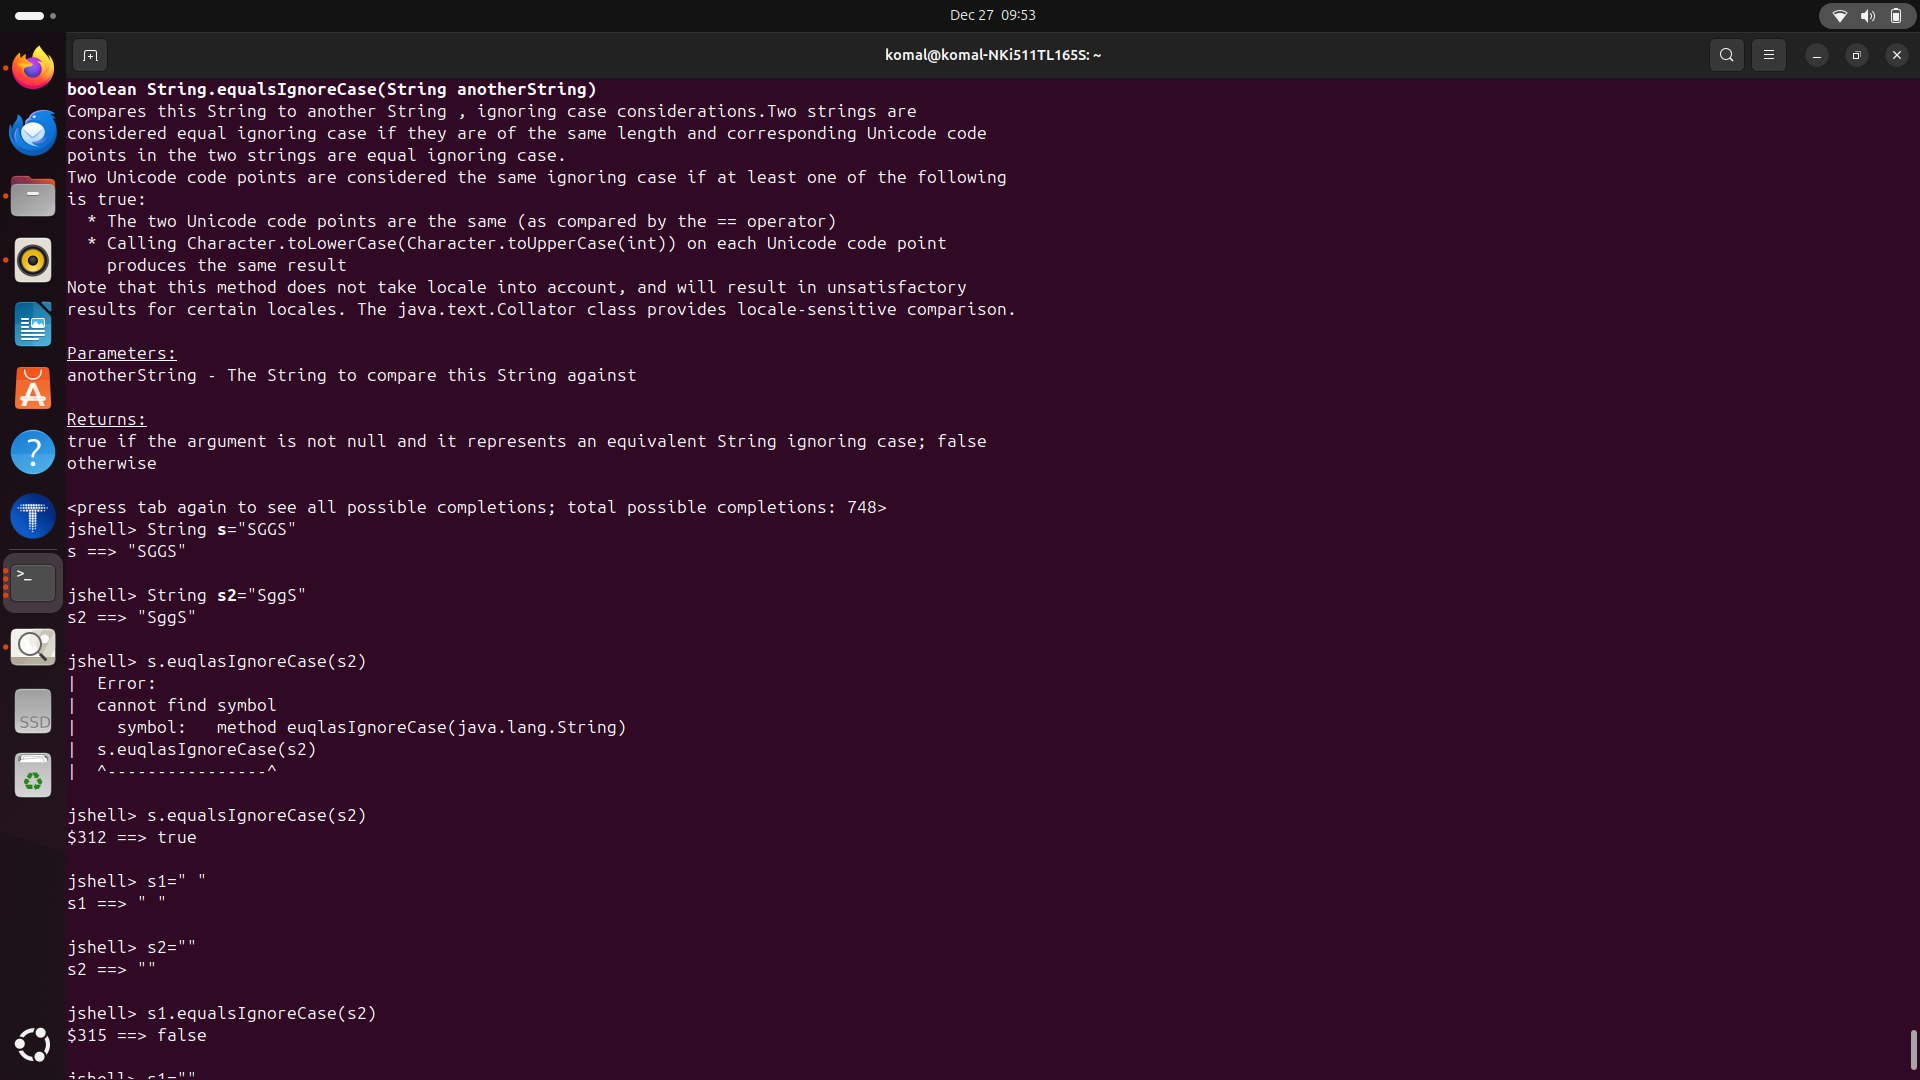 Dec 27 09:53
komal@komal-NKi511TL165S: ~
boolean String.equalsIgnoreCase(String anotherString)
Compares this String to another String , ignoring case considerations.Two strings are
considered equal ignoring case if they are of the same length and corresponding Unicode code
points in the two strings are equal ignoring case.
Two Unicode code points are considered the same ignoring case if at least one of the following
is true:
  * The two Unicode code points are the same (as compared by the == operator)
  * Calling Character.toLowerCase(Character.toUpperCase(int)) on each Unicode code point
    produces the same result
Note that this method does not take locale into account, and will result in unsatisfactory
results for certain locales. The java.text.Collator class provides locale-sensitive comparison.
Parameters:
anotherString - The String to compare this String against
Returns:
true if the argument is not null and it represents an equivalent String ignoring case; false
otherwise
<press tab again to see all possible completions; total possible completions: 748>
jshell> String s="SGGS"
s ==> "SGGS"
jshell> String s2="SggS"
s2 ==> "SggS"
jshell> s.euqlasIgnoreCase(s2)
|  Error:
|  cannot find symbol
|    symbol:   method euqlasIgnoreCase(java.lang.String)
|  s.euqlasIgnoreCase(s2)
|  ^----------------^
jshell> s.equalsIgnoreCase(s2)
$312 ==> true
jshell> s1=" "
s1 ==> " "
jshell> s2=""
s2 ==> ""
jshell> s1.equalsIgnoreCase(s2)
$315 ==> false
jshell> s1=""
SSD